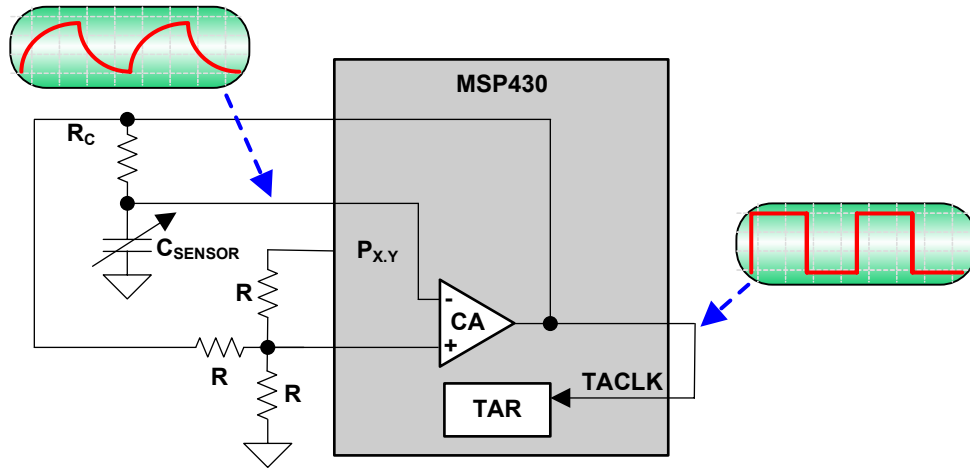 MSP430
R_C
C_SENSOR
P_X.Y
R
-
CA
+
R
R
TACLK
TAR